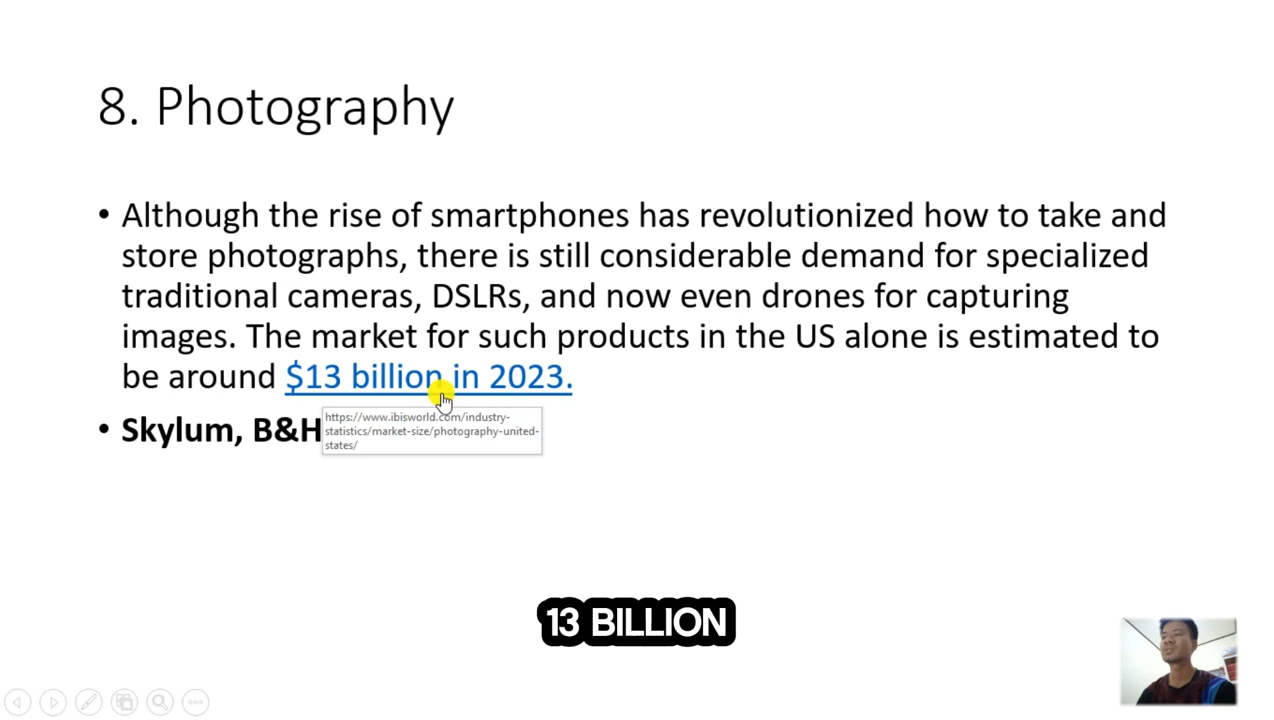 8. Photography
• Although the rise of smartphones has revolutionized how to take and
store photographs, there is still considerable demand for specialized
traditional cameras, DSLRs, and now even drones for capturing
images. The market for such products in the US alone is estimated to
be around $13 billion in 2023.
• Skylum, B&H
https://www.ibisworld.com/industry-
statistics/market-size/photography-united-
states/
13 BILLION